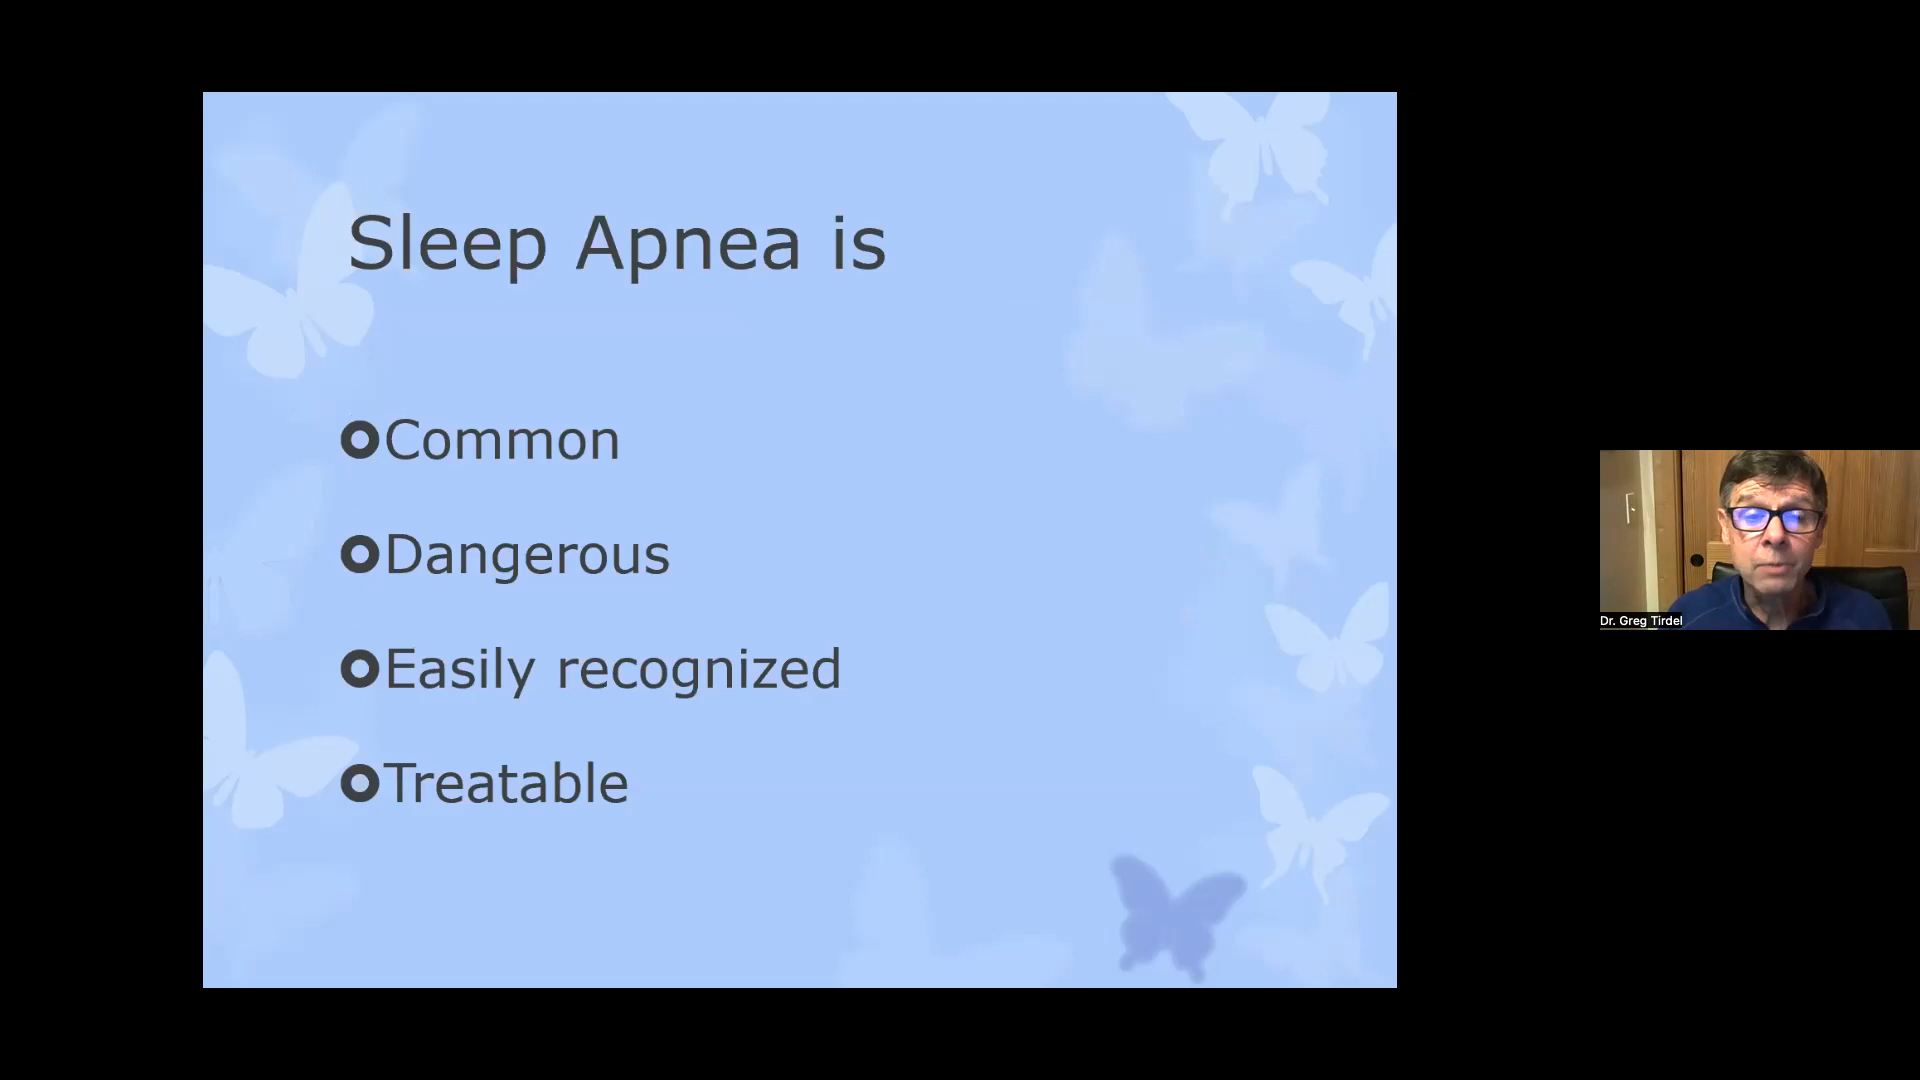 Sleep Apnea is
Common
Dangerous
Easily recognized
Treatable
Dr. Greg Tirdel